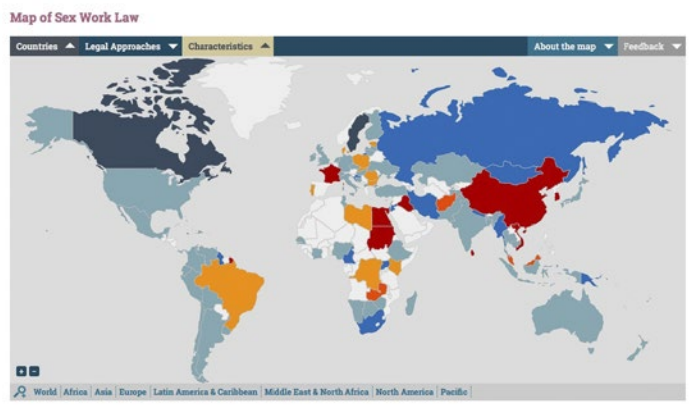 Map of Sex Work Law
Countries Legal Approaches Characteristics About the map Feedback
World Africa Asia Europe Latin America & Caribbean Middle East & North Africa North America Pacific